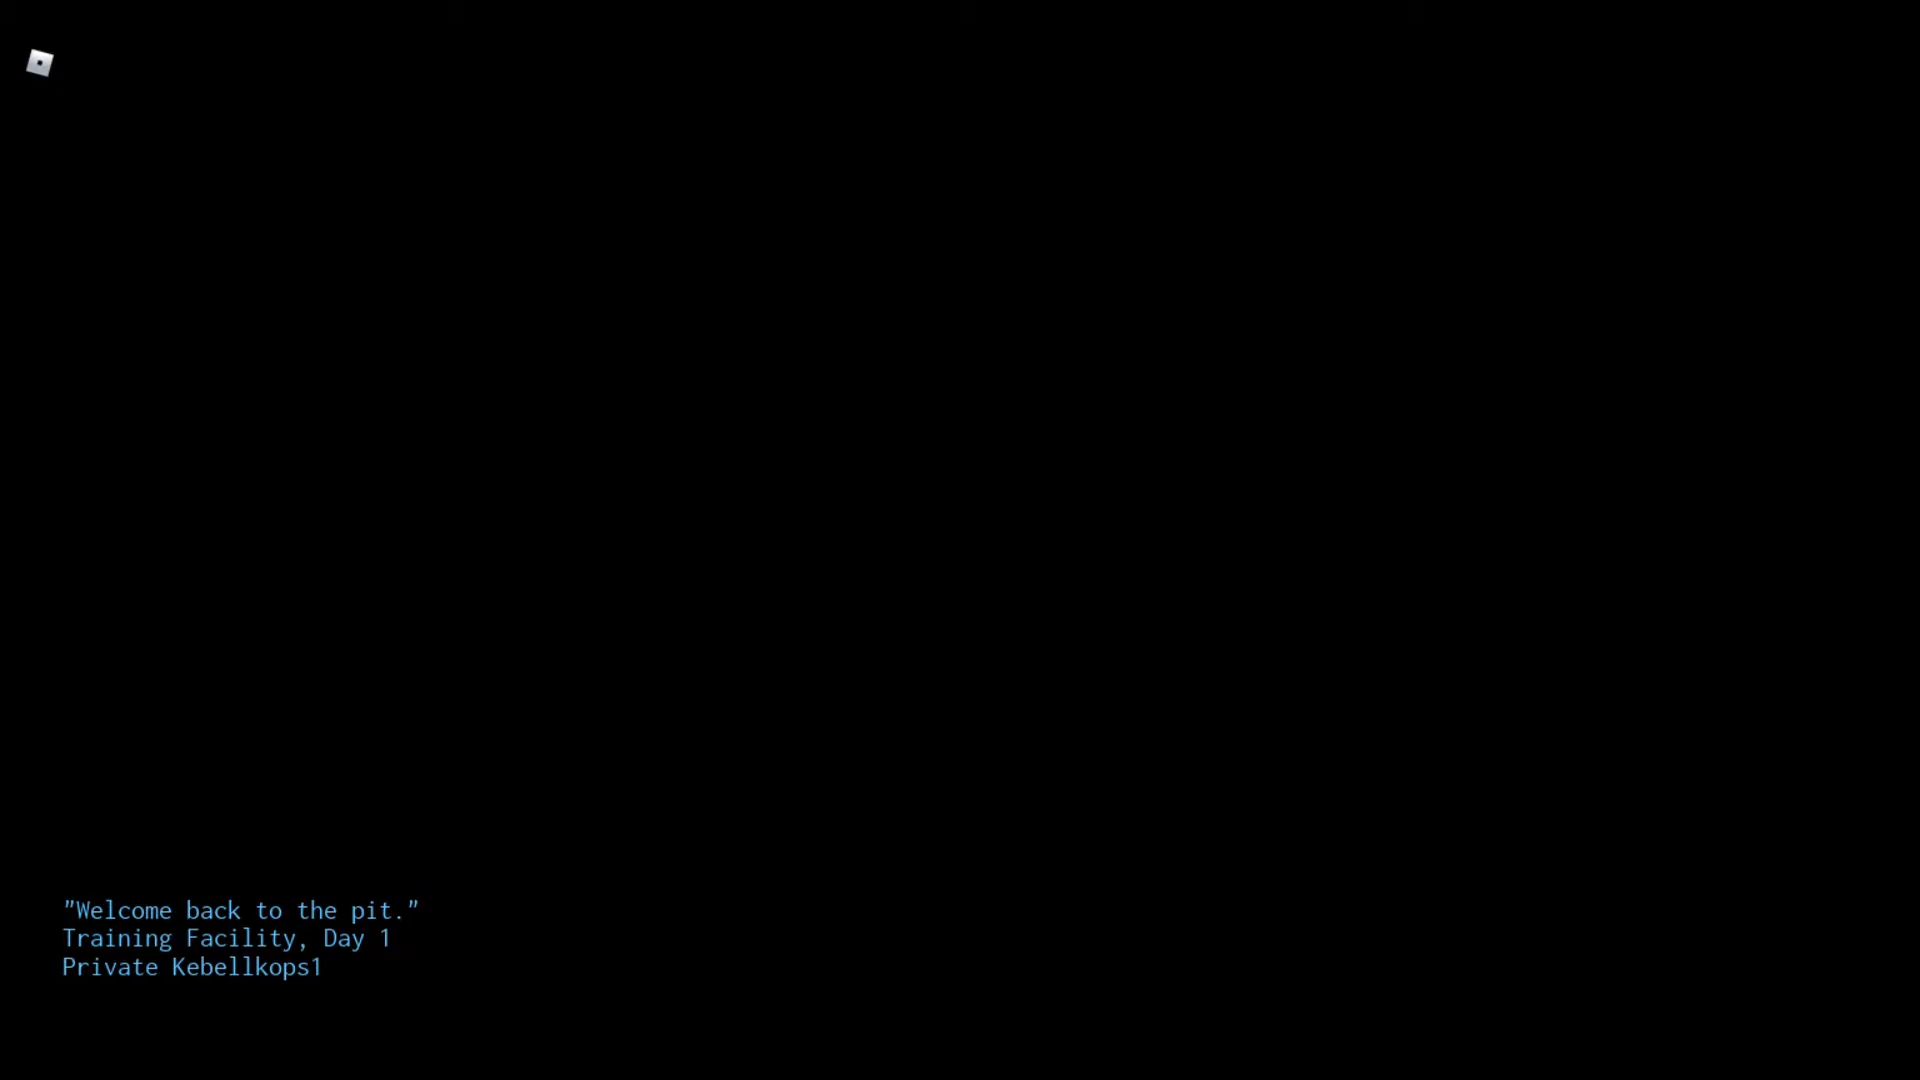 "Welcome back to the pit."
Training Facility, Day 1
Private Kebellkops1